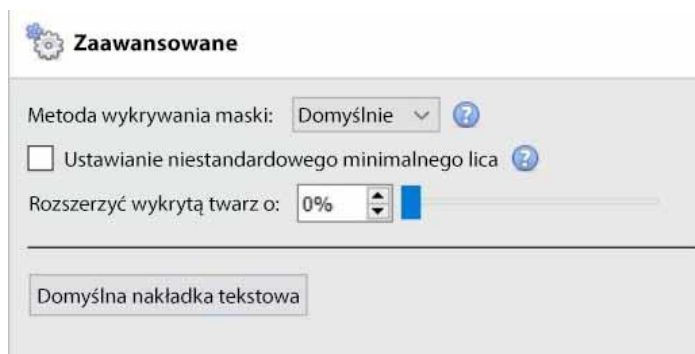 Zaawansowane
Metoda wykrywania maski: Domyślnie
Ustawianie niestandardowego minimalnego lica
Rozszerzyć wykrytą twarz o: 0%
Domyślna nakładka tekstowa